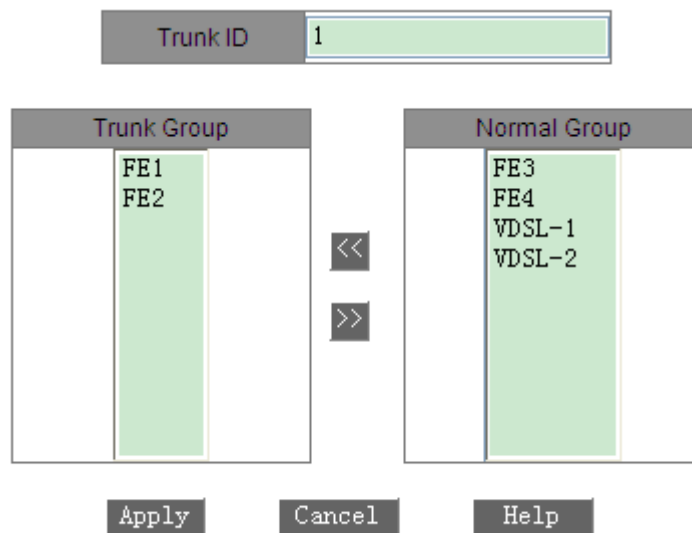 Trunk ID 1
Trunk Group Normal Group
FE1 FE3
FE2 FE4
VDSL-1
<< VDSL-2
>>
Apply Cancel Help